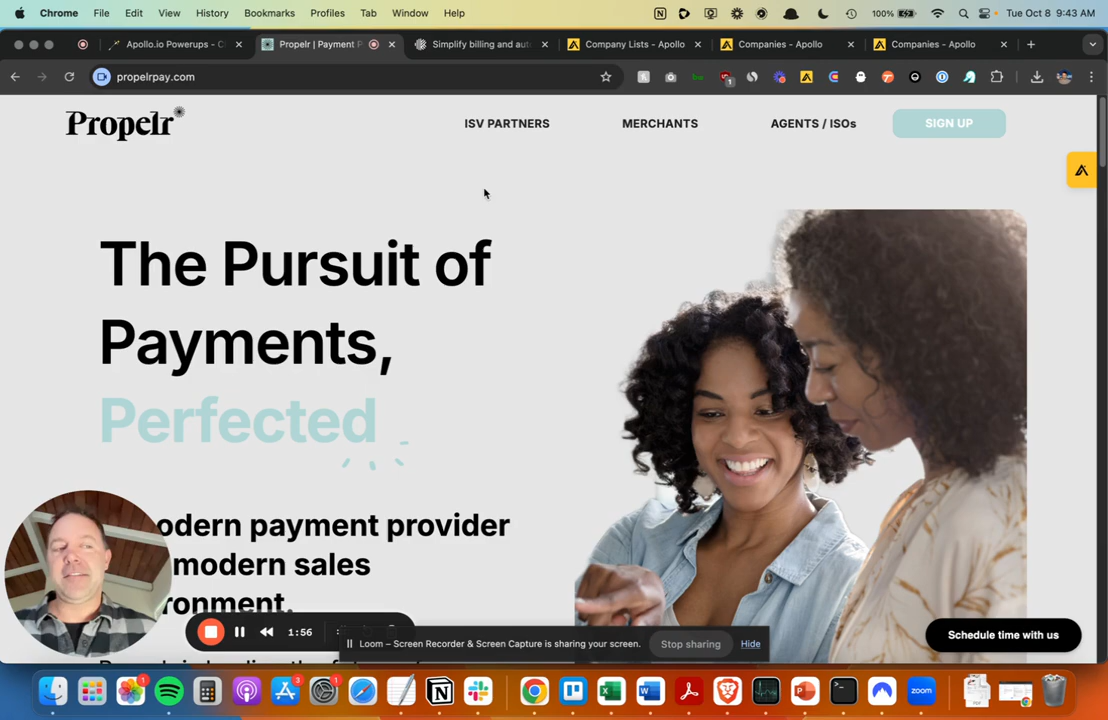 Chrome File Edit View History Bookmarks Profiles Tab Window Help 100% Tue Oct 8 9:43 AM
Apollo.io Powerups - C Propelr | Payment P Simplify billing and aut Company Lists - Apollo Companies - Apollo Companies - Apollo
propelrpay.com
Propelr ISV PARTNERS MERCHANTS AGENTS / ISOs SIGN UP
The Pursuit of
Payments,
Perfected
odern payment provider
modern sales
ronment.
1:56
Loom – Screen Recorder & Screen Capture is sharing your screen. Stop sharing Hide
Schedule time with us
zoom